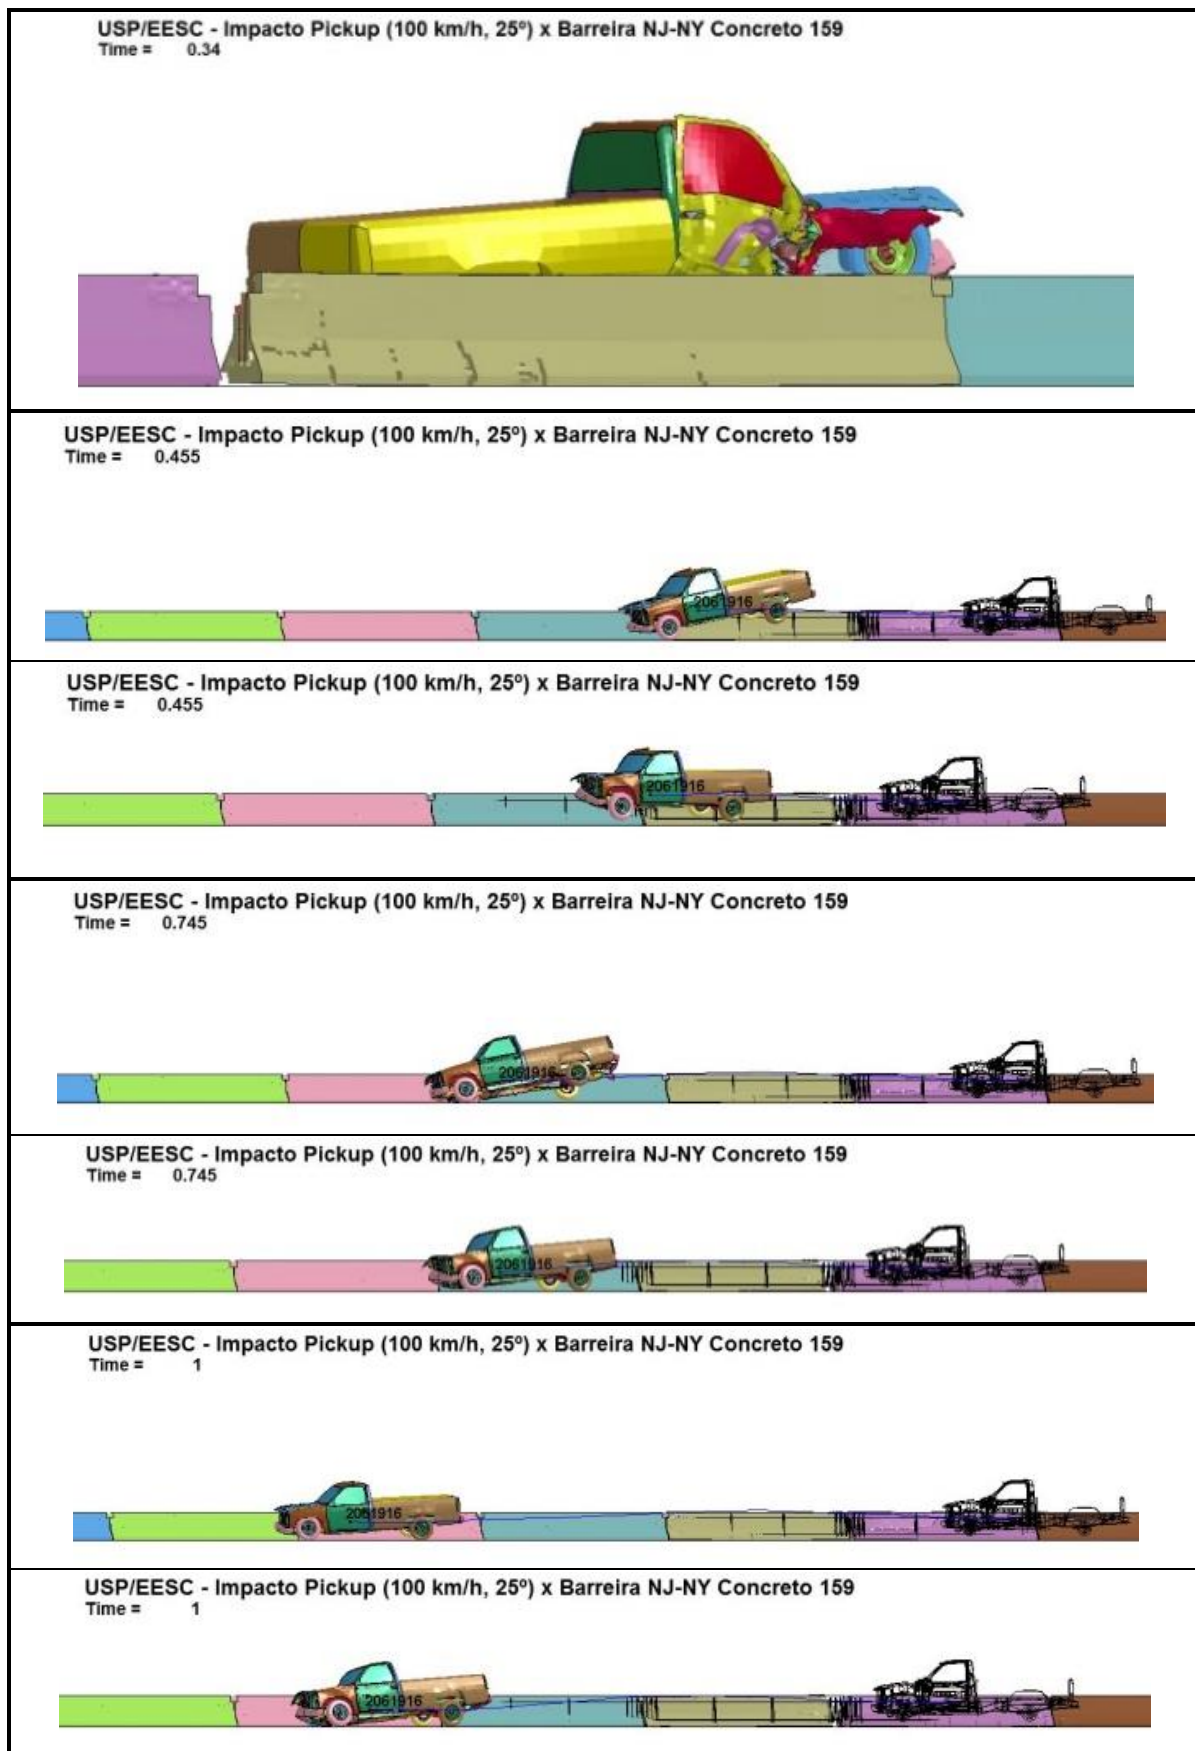 USP/EESC - Impacto Pickup (100 km/h, 25º) x Barreira NJ-NY Concreto 159
Time = 0.34
USP/EESC - Impacto Pickup (100 km/h, 25º) x Barreira NJ-NY Concreto 159
Time = 0.455
2061916
USP/EESC - Impacto Pickup (100 km/h, 25º) x Barreira NJ-NY Concreto 159
Time = 0.455
2061916
USP/EESC - Impacto Pickup (100 km/h, 25º) x Barreira NJ-NY Concreto 159
Time = 0.745
2061916
USP/EESC - Impacto Pickup (100 km/h, 25º) x Barreira NJ-NY Concreto 159
Time = 0.745
2061916
USP/EESC - Impacto Pickup (100 km/h, 25º) x Barreira NJ-NY Concreto 159
Time = 1
2061916
USP/EESC - Impacto Pickup (100 km/h, 25º) x Barreira NJ-NY Concreto 159
Time = 1
2061916